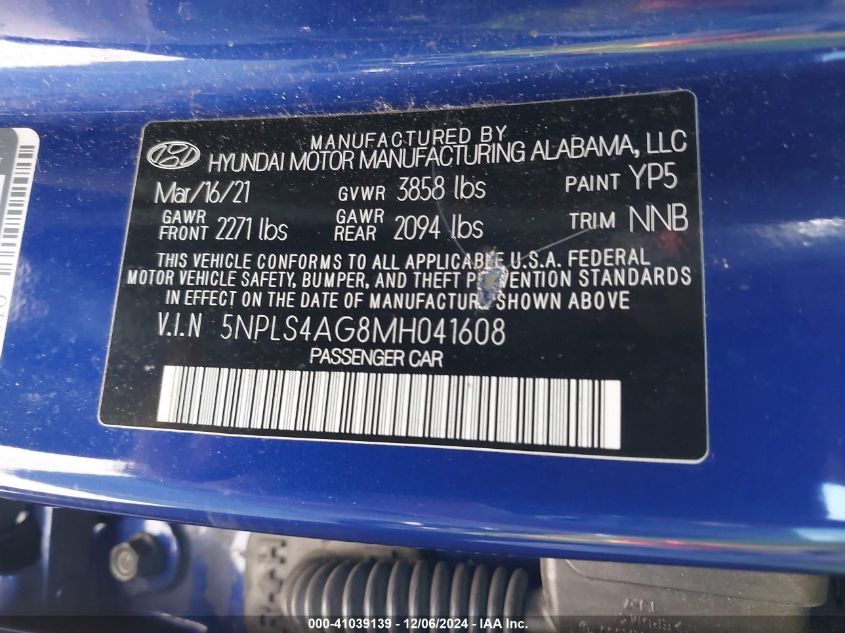 MANUFACTURED BY
HYUNDAI MOTOR MANUFACTURING ALABAMA, LLC
Mar/16/21 GVWR 3858 lbs PAINT YP5
GAWR FRONT 2271 lbs GAWR REAR 2094 lbs TRIM NNB
THIS VEHICLE CONFORMS TO ALL APPLICABLE U.S.A. FEDERAL
MOTOR VEHICLE SAFETY, BUMPER, AND THEFT P VENTION STANDARDS
IN EFFECT ON THE DATE OF MANUFACTURE SHOWN ABOVE.
V.I.N 5NPLS4AG8MH041608
PASSENGER CAR
000-41039139 - 12/06/2024 - IAA